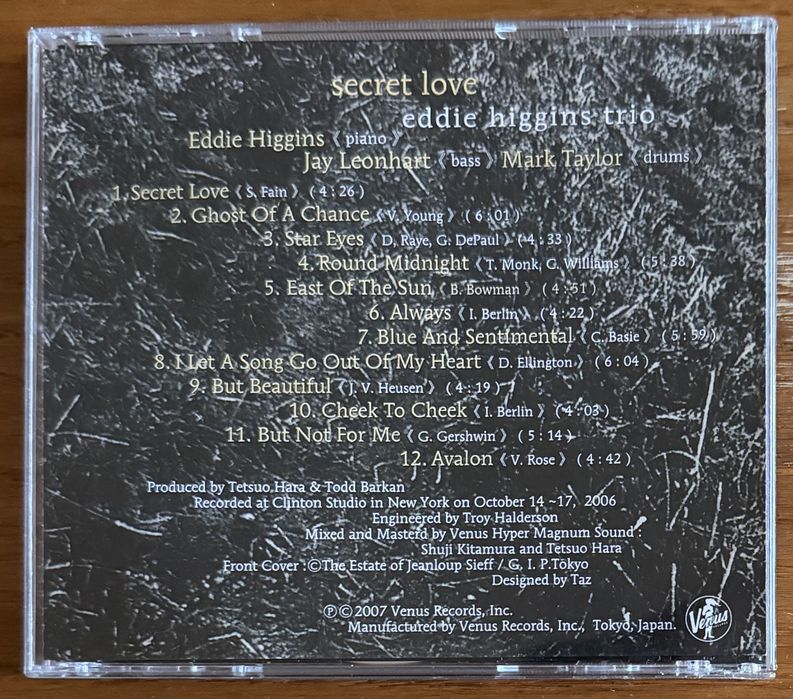 secret love
eddie higgins trio
Eddie Higgins《 piano 》
Jay Leonhart《 bass 》Mark Taylor《 drums 》
1. Secret Love《 S. Fain 》 ( 4 : 26 )
2. Ghost Of A Chance《 V. Young 》 ( 6 : 01 )
3. Star Eyes《 D, Raye, G. DePaul 》 ( 4 : 33 )
4. Round Midnight《 T. Monk, G. Williams 》 ( 5 : 38 )
5. East Of The Sun《 B. Bowman 》 ( 4 : 51 )
6. Always《 I. Berlin 》 ( 4 : 22 )
7. Blue And Sentimental《 C. Basie 》 ( 5 : 59 )
8. I Let A Song Go Out Of My Heart《 D. Ellington 》 ( 6 : 04 )
9. But Beautiful《 J. V. Heusen 》 ( 4 : 19 )
10. Cheek To Cheek《 I. Berlin 》 ( 4 : 03 )
11. But Not For Me《 G. Gershwin 》 ( 5 : 14 )
12. Avalon《 V. Rose 》 ( 4 : 42 )
Produced by Tetsuo Hara & Todd Barkan
Recorded at Clinton Studio in New York on October 14 ~17, 2006
Engineered by Troy Halderson
Mixed and Masterd by Venus Hyper Magnum Sound :
Shuji Kitamura and Tetsuo Hara
Front Cover : ©The Estate of Jeanloup Sieff / G, I. P.Tokyo
Designed by Taz
℗ © 2007 Venus Records, Inc.
Manufactured by Venus Records, Inc., Tokyo, Japan.
Venus